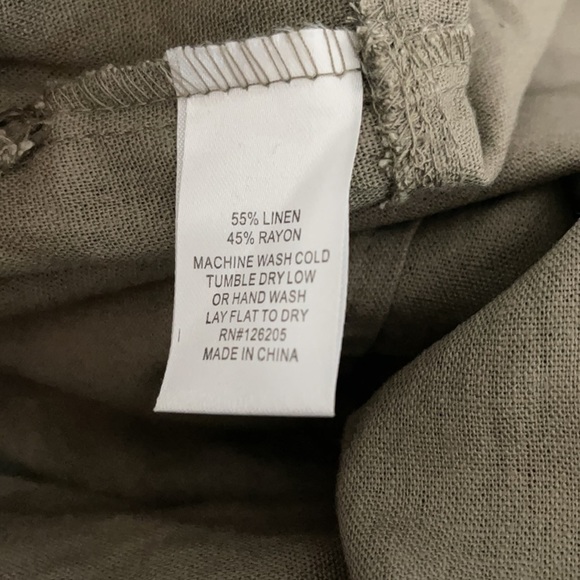 55% LINEN
45% RAYON
MACHINE WASH COLD
TUMBLE DRY LOW
OR HAND WASH
LAY FLAT TO DRY
RN#126205
MADE IN CHINA